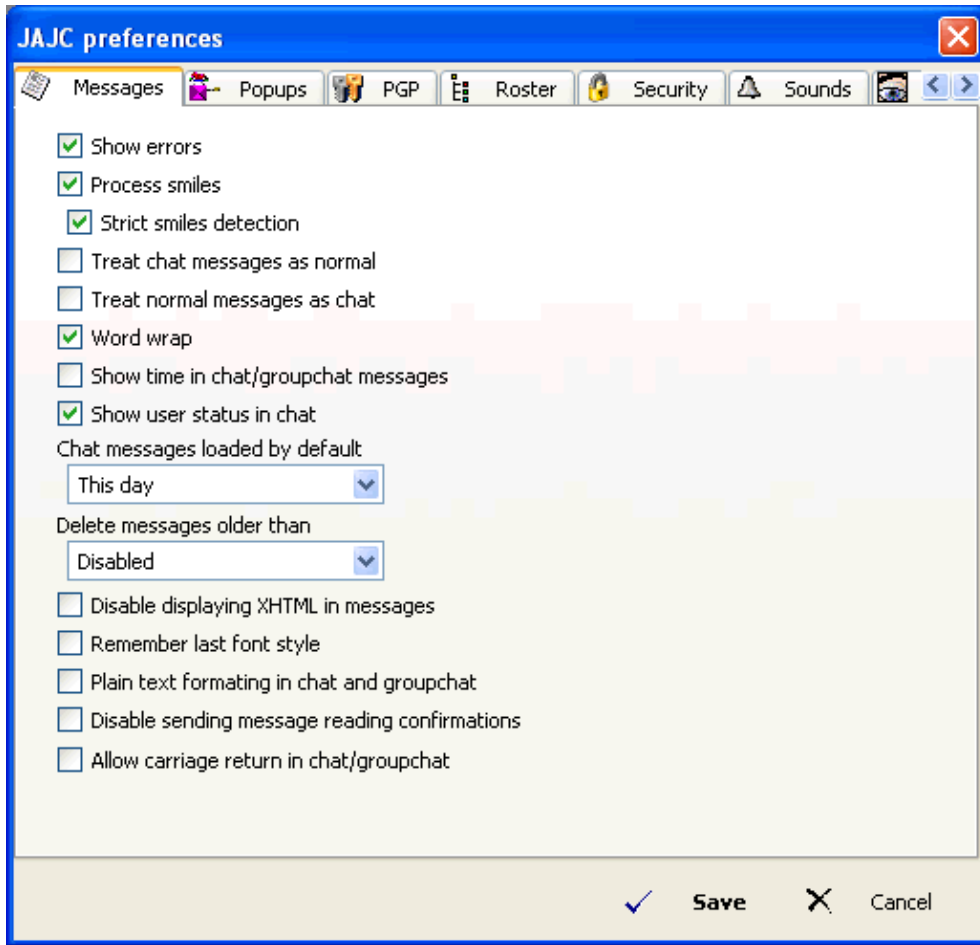 JAJC preferences
Messages Popups PGP Roster Security Sounds
Show errors
Process smiles
Strict smiles detection
Treat chat messages as normal
Treat normal messages as chat
Word wrap
Show time in chat/groupchat messages
Show user status in chat
Chat messages loaded by default
This day
Delete messages older than
Disabled
Disable displaying XHTML in messages
Remember last font style
Plain text formating in chat and groupchat
Disable sending message reading confirmations
Allow carriage return in chat/groupchat
Save Cancel